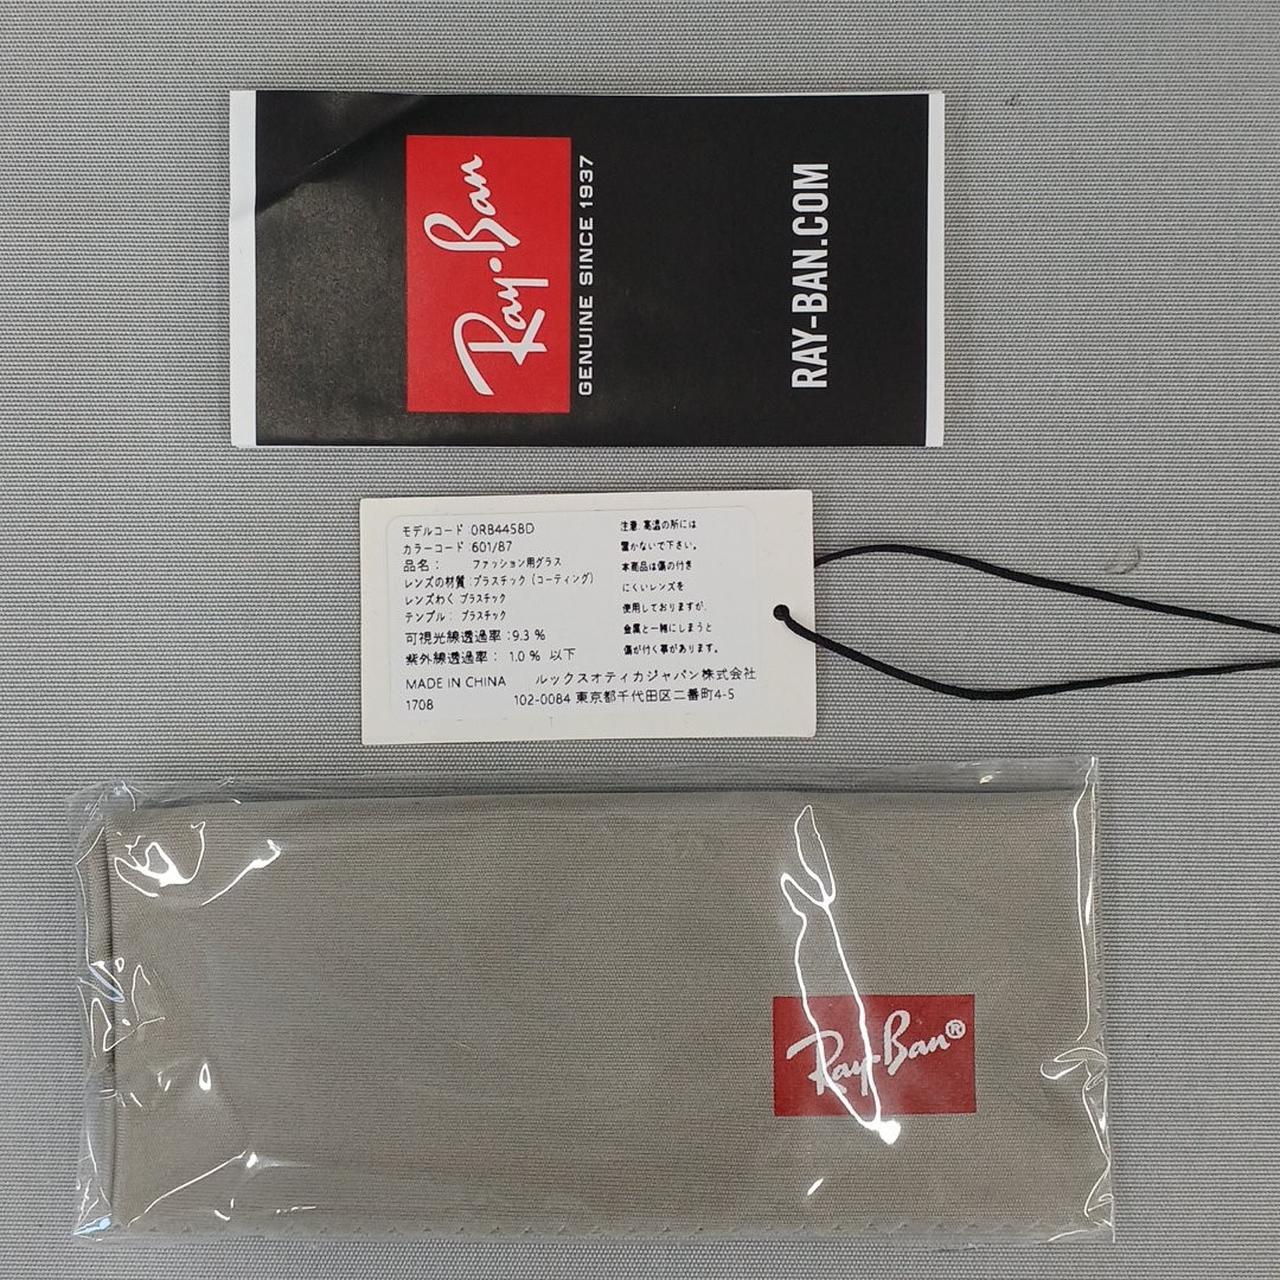 Ray-Ban
GENUINE SINCE 1937
RAY-BAN.COM
モデルコード :0RB4458D
カラーコード :601/87
品名： ファッション用グラス
レンズの材質 :プラスチック（コーティング）
レンズわく プラスチック
テンプル： プラスチック
可視光線透過率 :9.3 %
紫外線透過率： 1.0 % 以下
MADE IN CHINA
1708
注意: 高温の所には
置かないで下さい。
本商品は傷の付き
にくいレンズを
使用しておりますが、
金属と一緒にしまうと
傷が付く事があります。
ルックスオティカジャパン株式会社
102-0084 東京都千代田区二番町4-5
Ray-Ban®